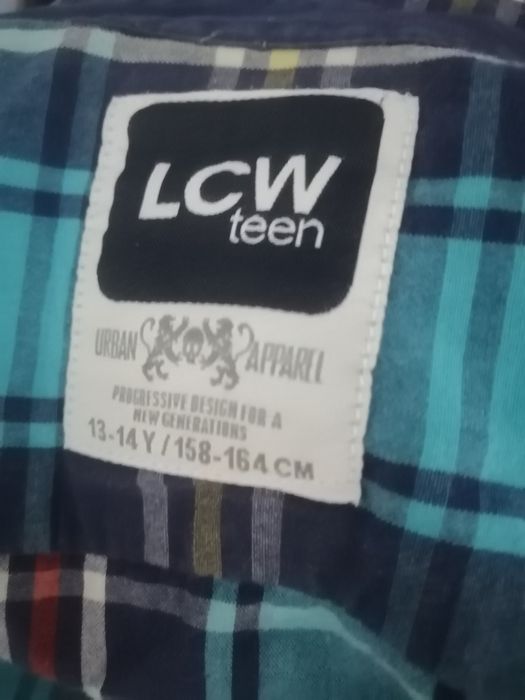 LCW
teen
URBAN APPAREL
PROGRESSIVE DESIGN FOR A
NEW GENERATIONS
13-14 Y / 158-164 CM